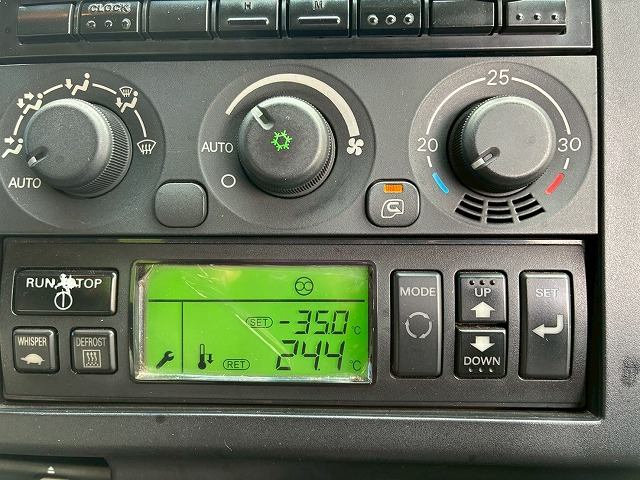 CLOCK H M
AUTO
AUTO
20 25 30
RUN STOP
WHISPER DEFROST
SET -35.0 °C
RET 24.4 °C
MODE UP SET
DOWN